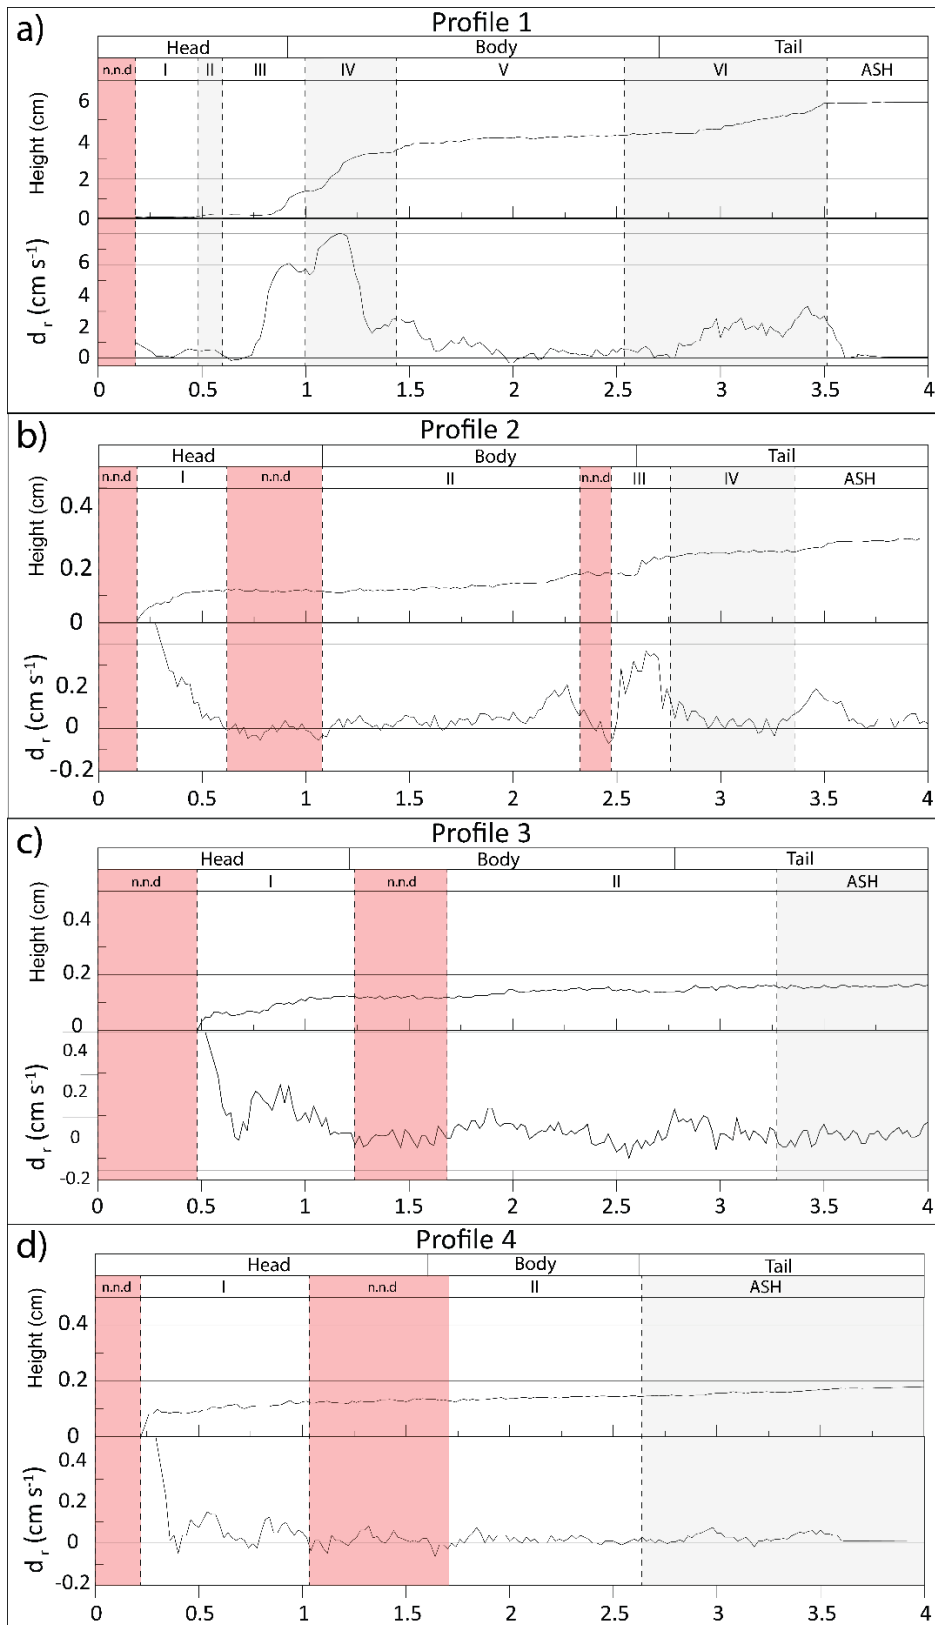 a)
Profile 1
Head Body Tail
n.n.d I II III IV V VI ASH
Height (cm)
6
4
2
0
d_r (cm s⁻¹)
6
4
2
0
0 0.5 1 1.5 2 2.5 3 3.5 4
b)
Profile 2
Head Body Tail
n.n.d I n.n.d II n.n.d III IV ASH
Height (cm)
0.4
0.2
0
d_r (cm s⁻¹)
0.2
0
-0.2
0 0.5 1 1.5 2 2.5 3 3.5 4
c)
Profile 3
Head Body Tail
n.n.d I n.n.d II ASH
Height (cm)
0.4
0.2
0
d_r (cm s⁻¹)
0.4
0.2
0
-0.2
0 0.5 1 1.5 2 2.5 3 3.5 4
d)
Profile 4
Head Body Tail
n.n.d I n.n.d II ASH
Height (cm)
0.4
0.2
0
d_r (cm s⁻¹)
0.4
0.2
0
-0.2
0 0.5 1 1.5 2 2.5 3 3.5 4